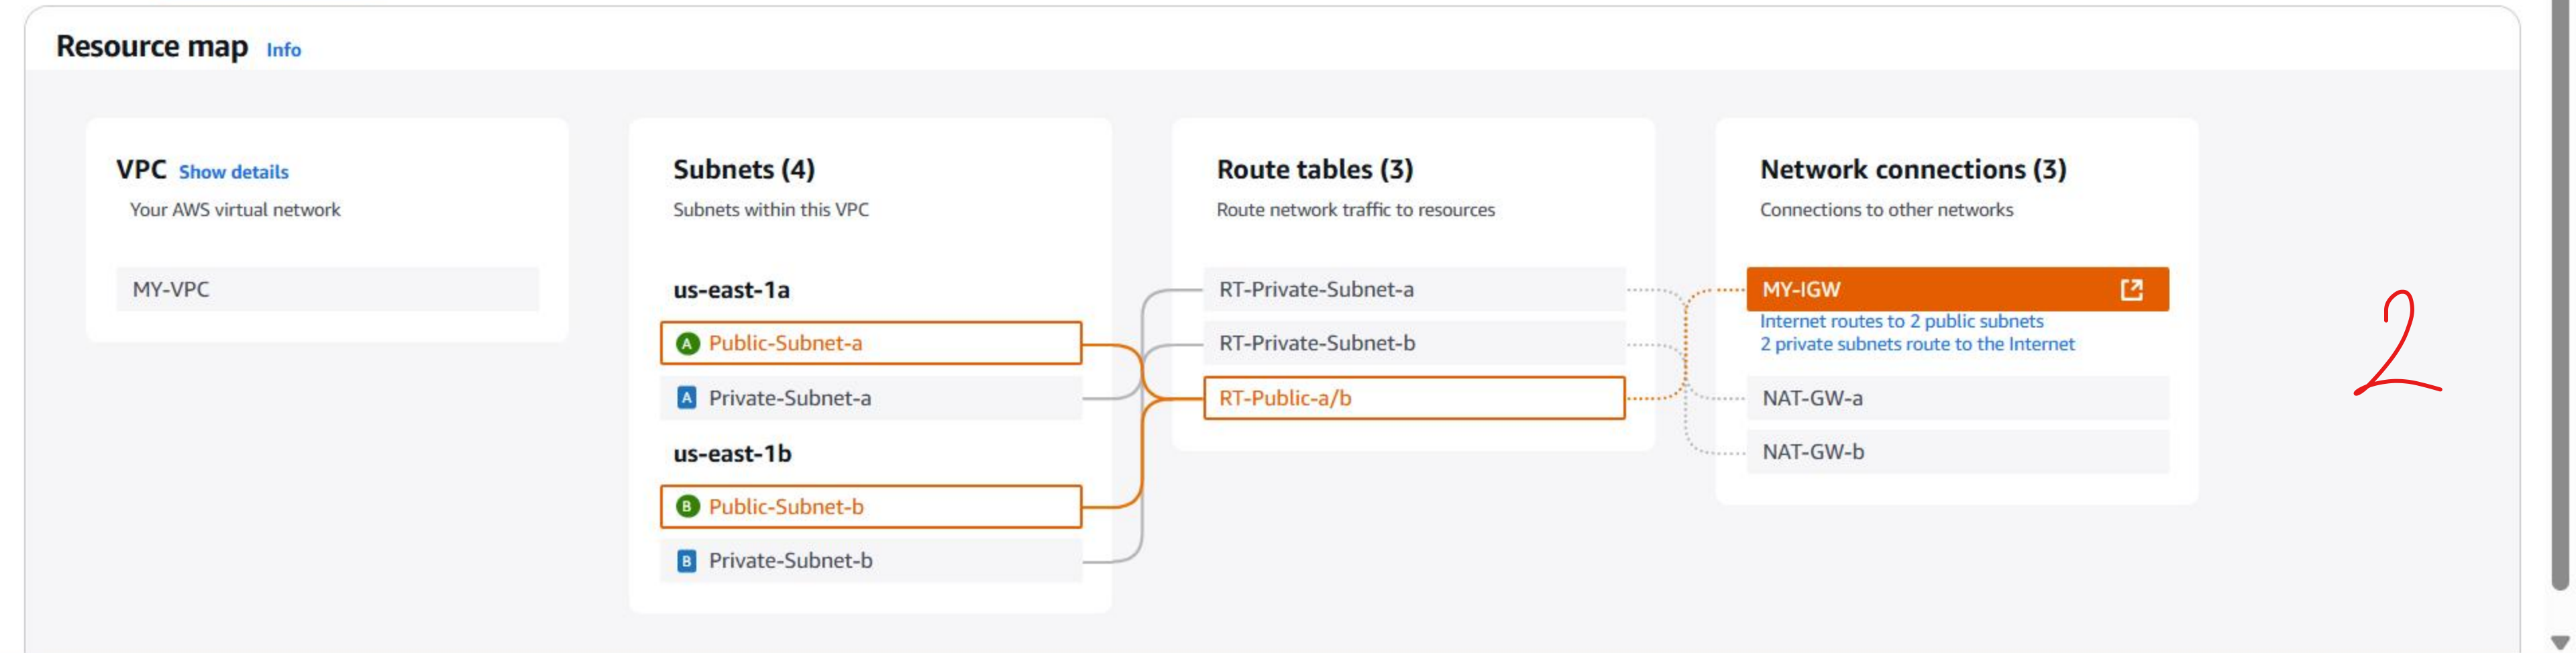 Resource map Info
VPC Show details
Your AWS virtual network
MY-VPC
Subnets (4)
Subnets within this VPC
us-east-1a
A Public-Subnet-a
A Private-Subnet-a
us-east-1b
B Public-Subnet-b
B Private-Subnet-b
Route tables (3)
Route network traffic to resources
RT-Private-Subnet-a
RT-Private-Subnet-b
RT-Public-a/b
Network connections (3)
Connections to other networks
MY-IGW
Internet routes to 2 public subnets
2 private subnets route to the Internet
NAT-GW-a
NAT-GW-b
2